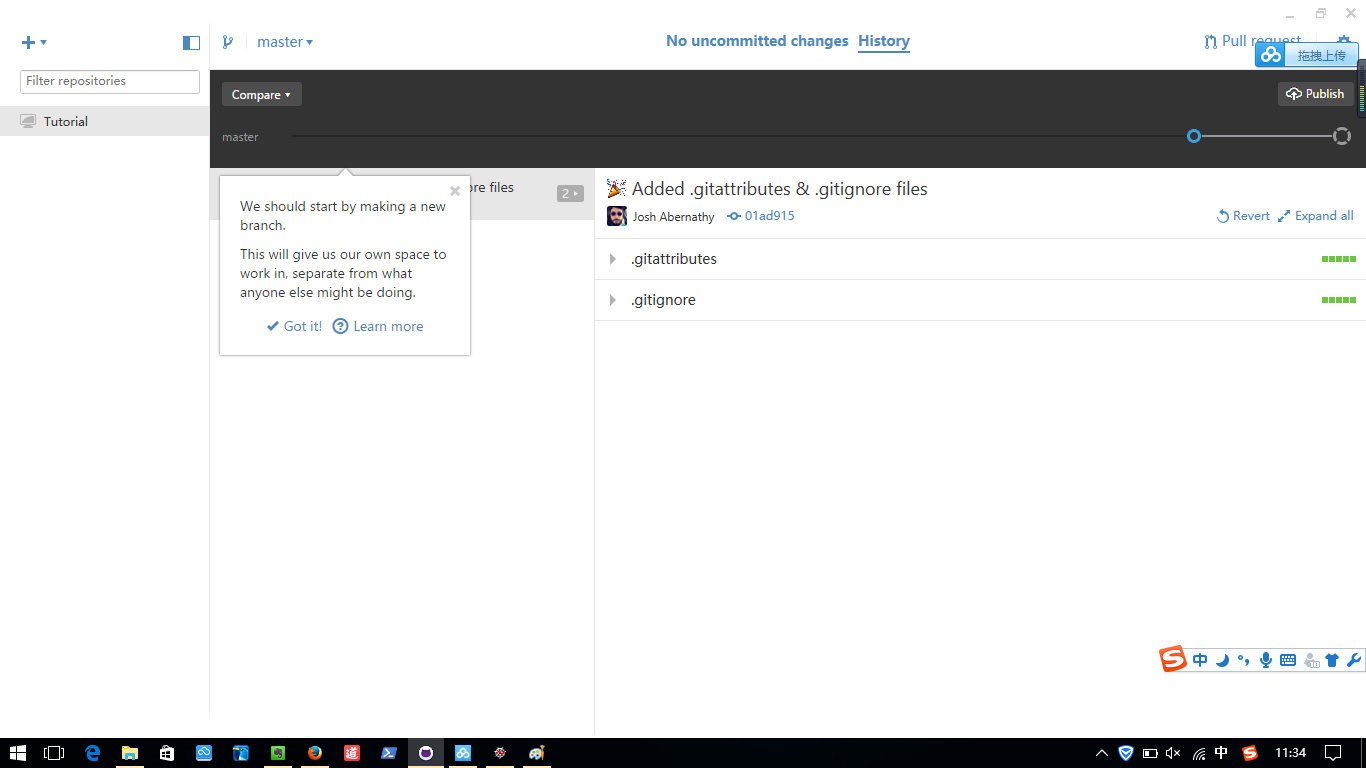 master
No uncommitted changes
History
Pull request
拖拽上传
Filter repositories
Compare
Publish
Tutorial
master
ore files
2
We should start by making a new
branch.
This will give us our own space to
work in, separate from what
anyone else might be doing.
Got it!
Learn more
Added .gitattributes & .gitignore files
Josh Abernathy
01ad915
Revert
Expand all
.gitattributes
.gitignore
S 中
道
中
S
11:34